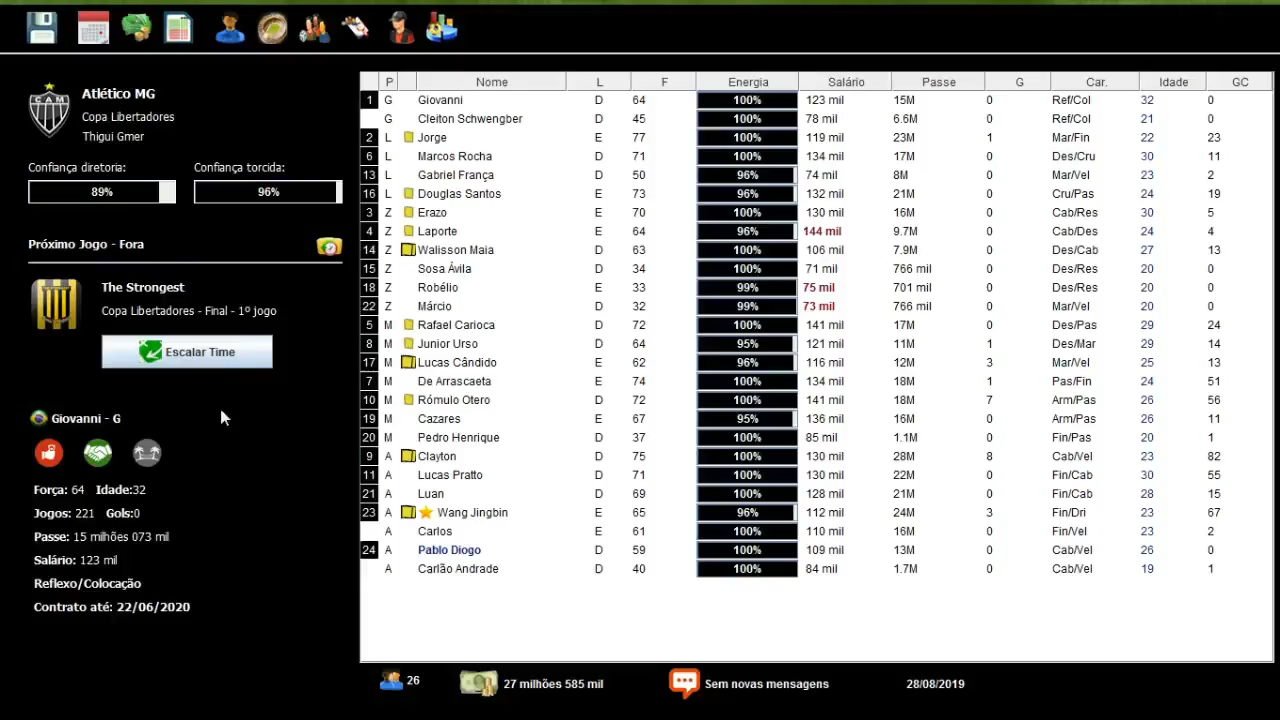 Atlético MG
Copa Libertadores
Thigui Gmer
Confiança diretoria: Confiança torcida:
89% 96%
Próximo Jogo - Fora
The Strongest
Copa Libertadores - Final - 1º jogo
Escalar Time
Giovanni - G
Força: 64 Idade:32
Jogos: 221 Gols:0
Passe: 15 milhões 073 mil
Salário: 123 mil
Reflexo/Colocação
Contrato até: 22/06/2020
P Nome L F Energia Salário Passe G Car. Idade GC
1 G Giovanni D 64 100% 123 mil 15M 0 Ref/Col 32 0
G Cleiton Schwengber D 45 100% 78 mil 6.6M 0 Ref/Col 21 0
2 L Jorge E 77 100% 119 mil 23M 1 Mar/Fin 22 23
6 L Marcos Rocha D 71 100% 134 mil 17M 0 Des/Cru 30 11
13 L Gabriel França D 50 96% 74 mil 8M 0 Mar/Vel 23 2
16 L Douglas Santos E 73 96% 132 mil 21M 0 Cru/Pas 24 19
3 Z Erazo E 70 100% 130 mil 16M 0 Cab/Res 30 5
4 Z Laporte E 64 96% 144 mil 9.7M 0 Cab/Des 24 4
14 Z Walisson Maia D 63 100% 106 mil 7.9M 0 Des/Cab 27 13
15 Z Sosa Ávila D 34 100% 71 mil 766 mil 0 Des/Res 20 0
18 Z Robélio E 33 99% 75 mil 701 mil 0 Des/Res 20 0
22 Z Márcio D 32 99% 73 mil 766 mil 0 Mar/Vel 20 0
5 M Rafael Carioca D 72 100% 141 mil 17M 0 Des/Pas 29 24
8 M Junior Urso D 64 95% 121 mil 11M 1 Des/Mar 29 14
17 M Lucas Cândido E 62 96% 116 mil 12M 3 Mar/Vel 25 13
7 M De Arrascaeta E 74 100% 134 mil 18M 1 Pas/Fin 24 51
10 M Rómulo Otero D 72 100% 141 mil 18M 7 Arm/Pas 26 56
19 M Cazares E 67 95% 136 mil 16M 0 Arm/Pas 26 11
20 M Pedro Henrique D 37 100% 85 mil 1.1M 0 Fin/Pas 20 1
9 A Clayton D 75 100% 130 mil 28M 8 Cab/Vel 23 82
11 A Lucas Pratto D 71 100% 130 mil 22M 0 Fin/Cab 30 55
21 A Luan D 69 100% 128 mil 21M 0 Fin/Cab 28 15
23 A Wang Jingbin E 65 96% 112 mil 24M 3 Fin/Dri 23 67
A Carlos E 61 100% 110 mil 16M 0 Fin/Vel 23 2
24 A Pablo Diogo D 59 100% 109 mil 13M 0 Cab/Vel 26 0
A Carlão Andrade D 40 100% 84 mil 1.7M 0 Cab/Vel 19 1
26 27 milhões 585 mil Sem novas mensagens 28/08/2019